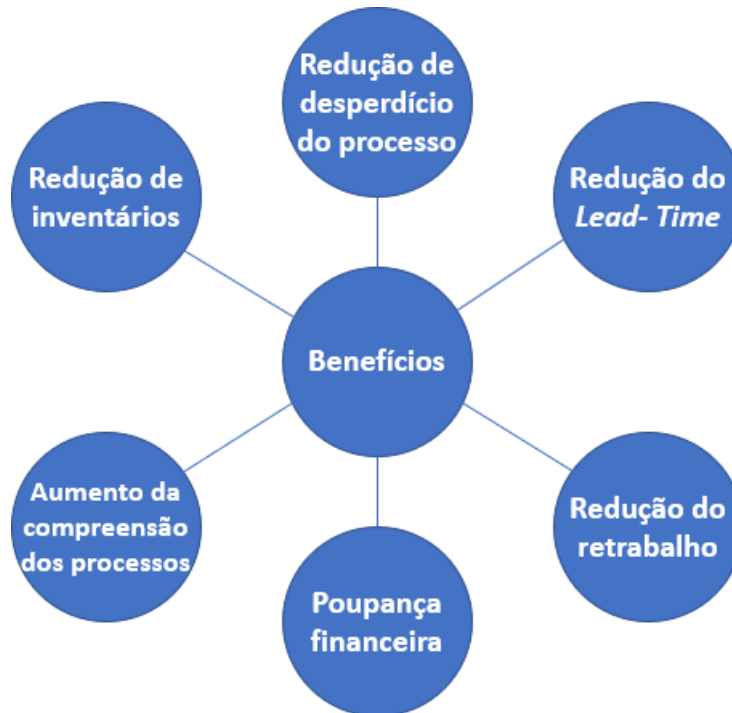 Redução de
desperdício
do processo
Redução de
inventários
Redução do
Lead- Time
Benefícios
Aumento da
compreensão
dos processos
Redução do
retrabalho
Poupança
financeira